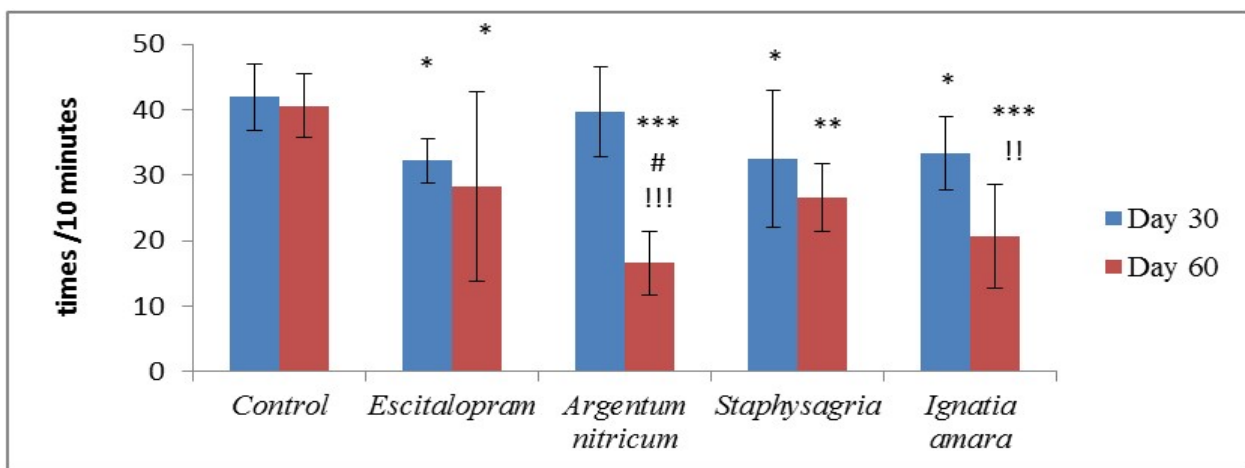 times /10 minutes
50
40
30
20
10
0
*
*
***
#
!!!
*
**
*
***
!!
Control
Escitalopram
Argentum
nitricum
Staphysagria
Ignatia
amara
Day 30
Day 60